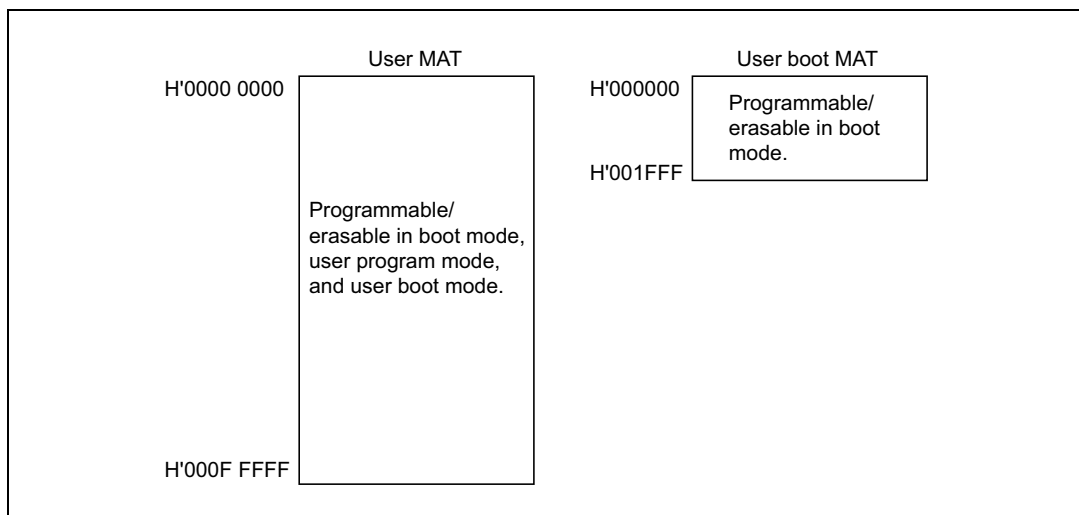 User MAT
H'0000 0000
Programmable/
erasable in boot mode,
user program mode,
and user boot mode.
H'000F FFFF
User boot MAT
H'000000
Programmable/
erasable in boot
mode.
H'001FFF